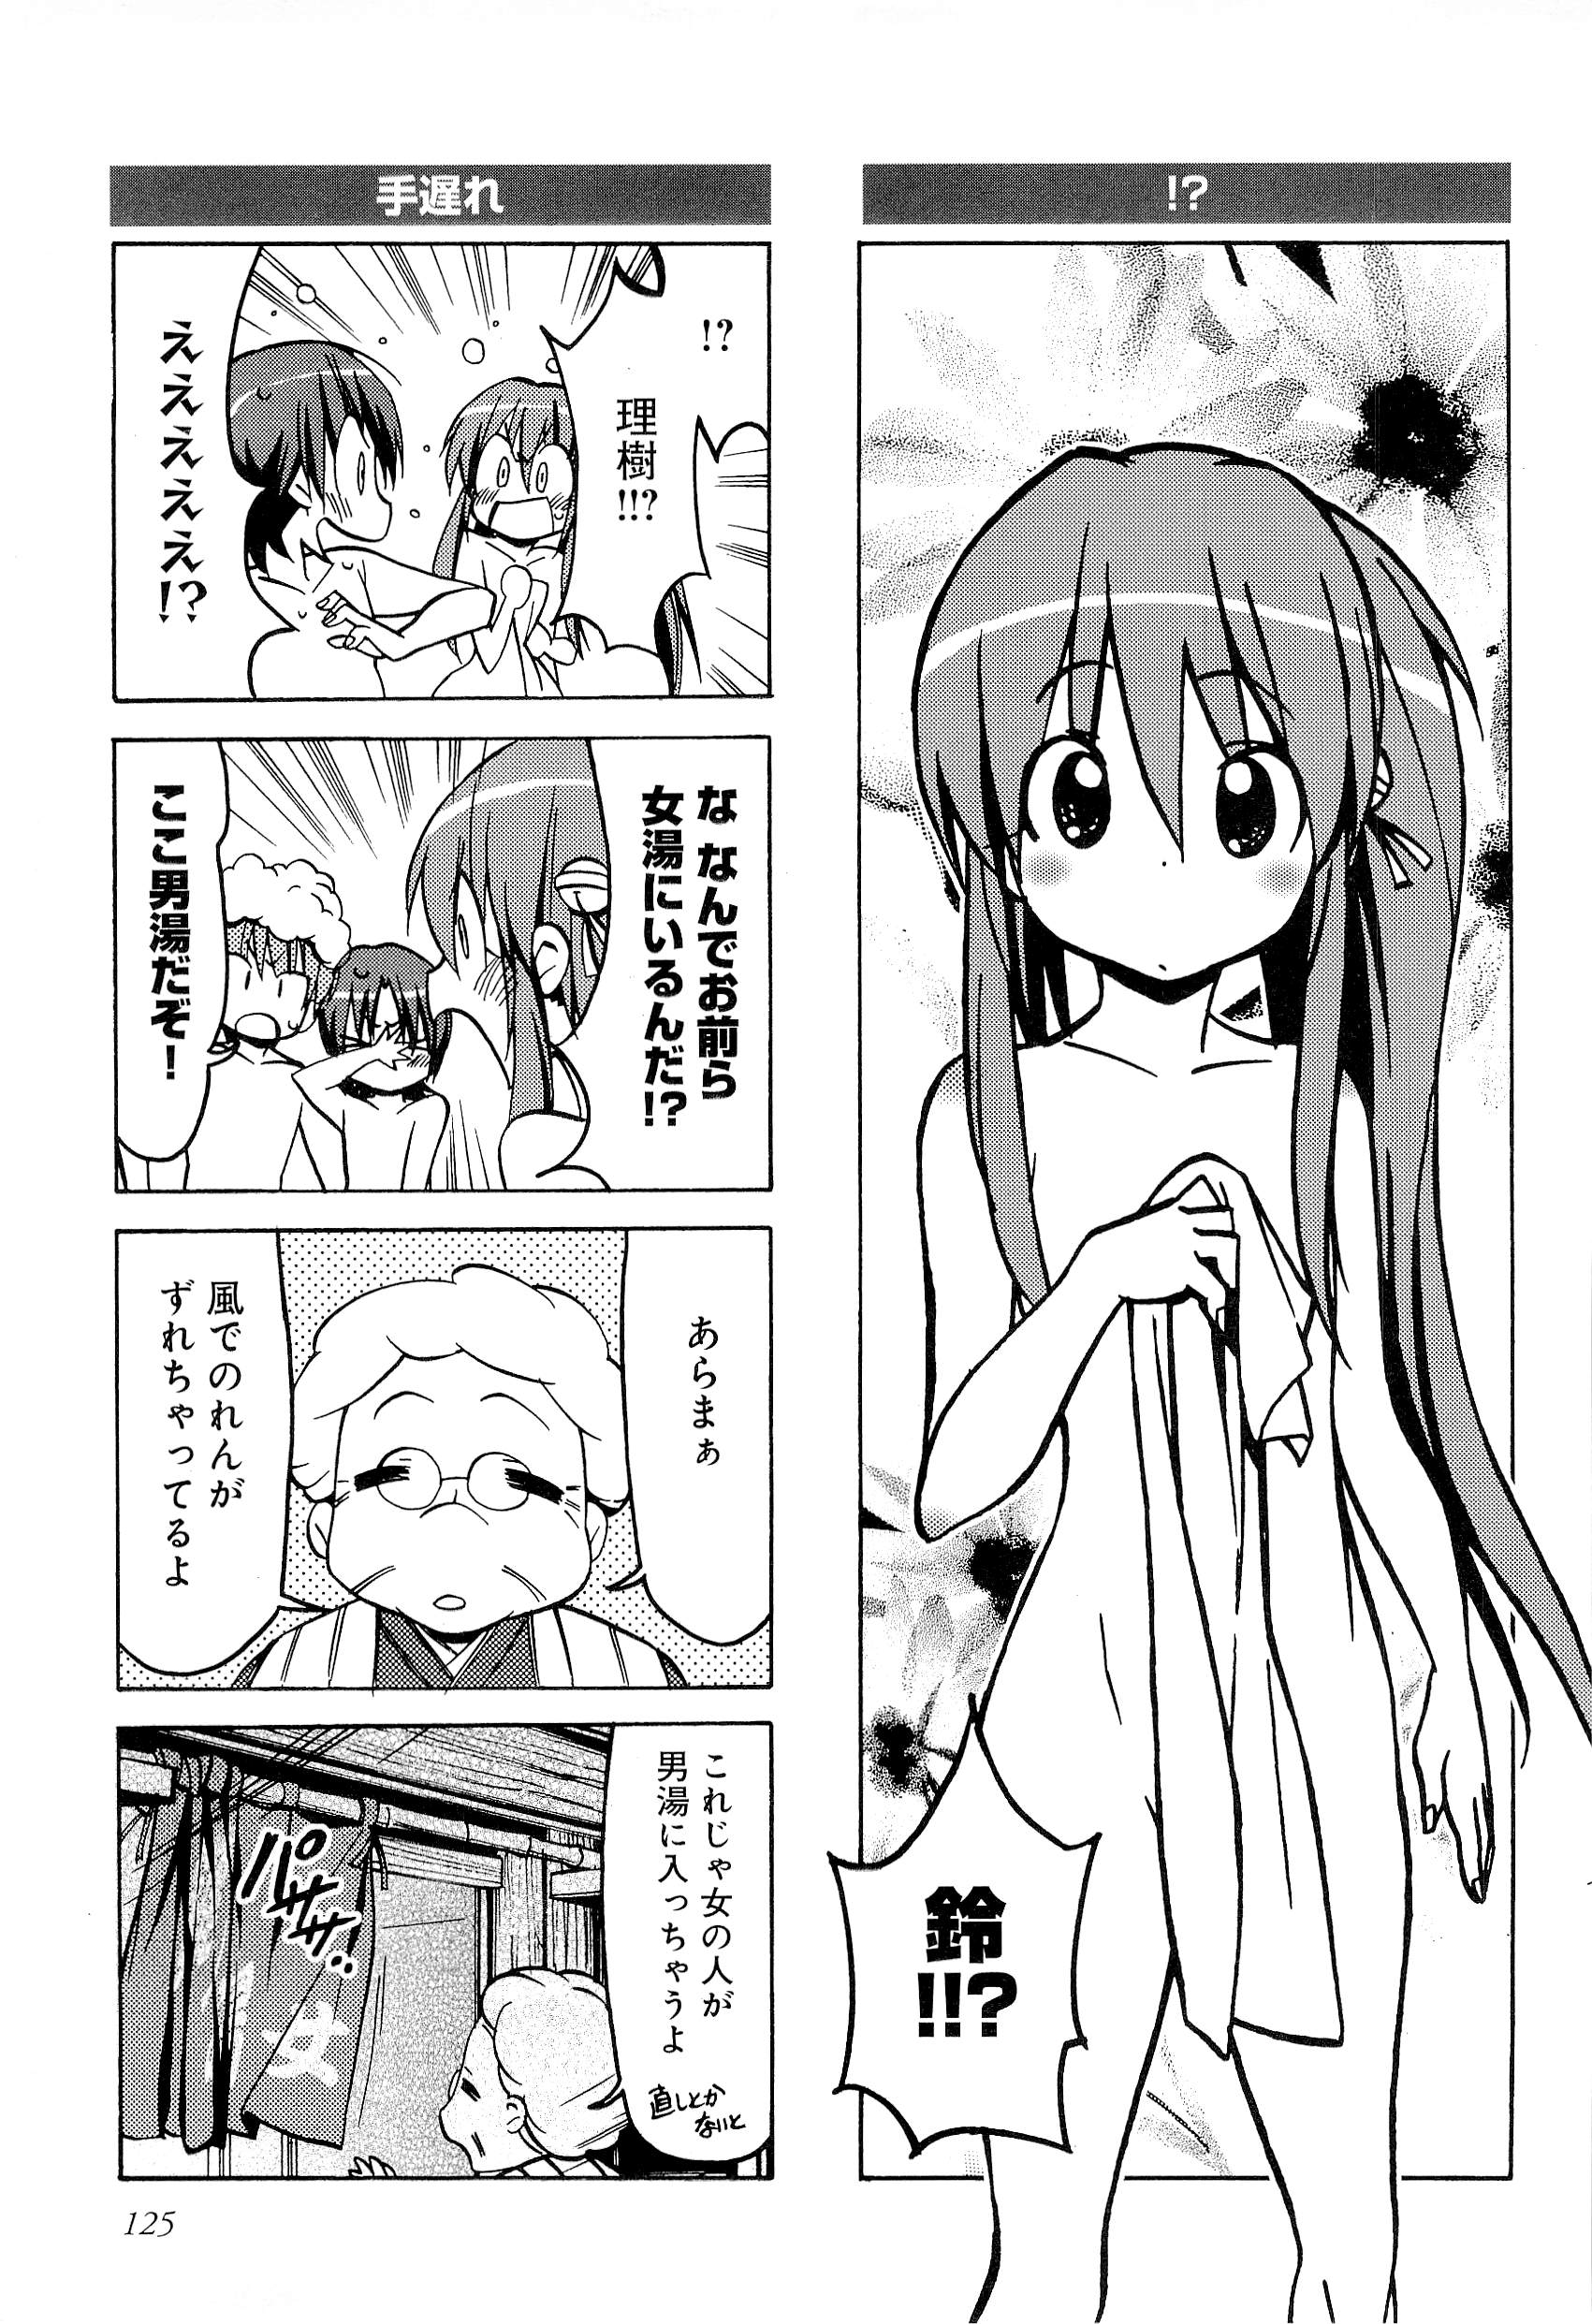 !?
鈴
!!?
手遅れ
!?
理樹!!?
えええええ!?
な なんでお前ら
女湯にいるんだ!?
ここ男湯だぞ!
あらまぁ
風でのれんが
ずれちゃってるよ
これじゃ女の人が
男湯に入っちゃうよ
直しとか
ないと
パササ‥
女
125